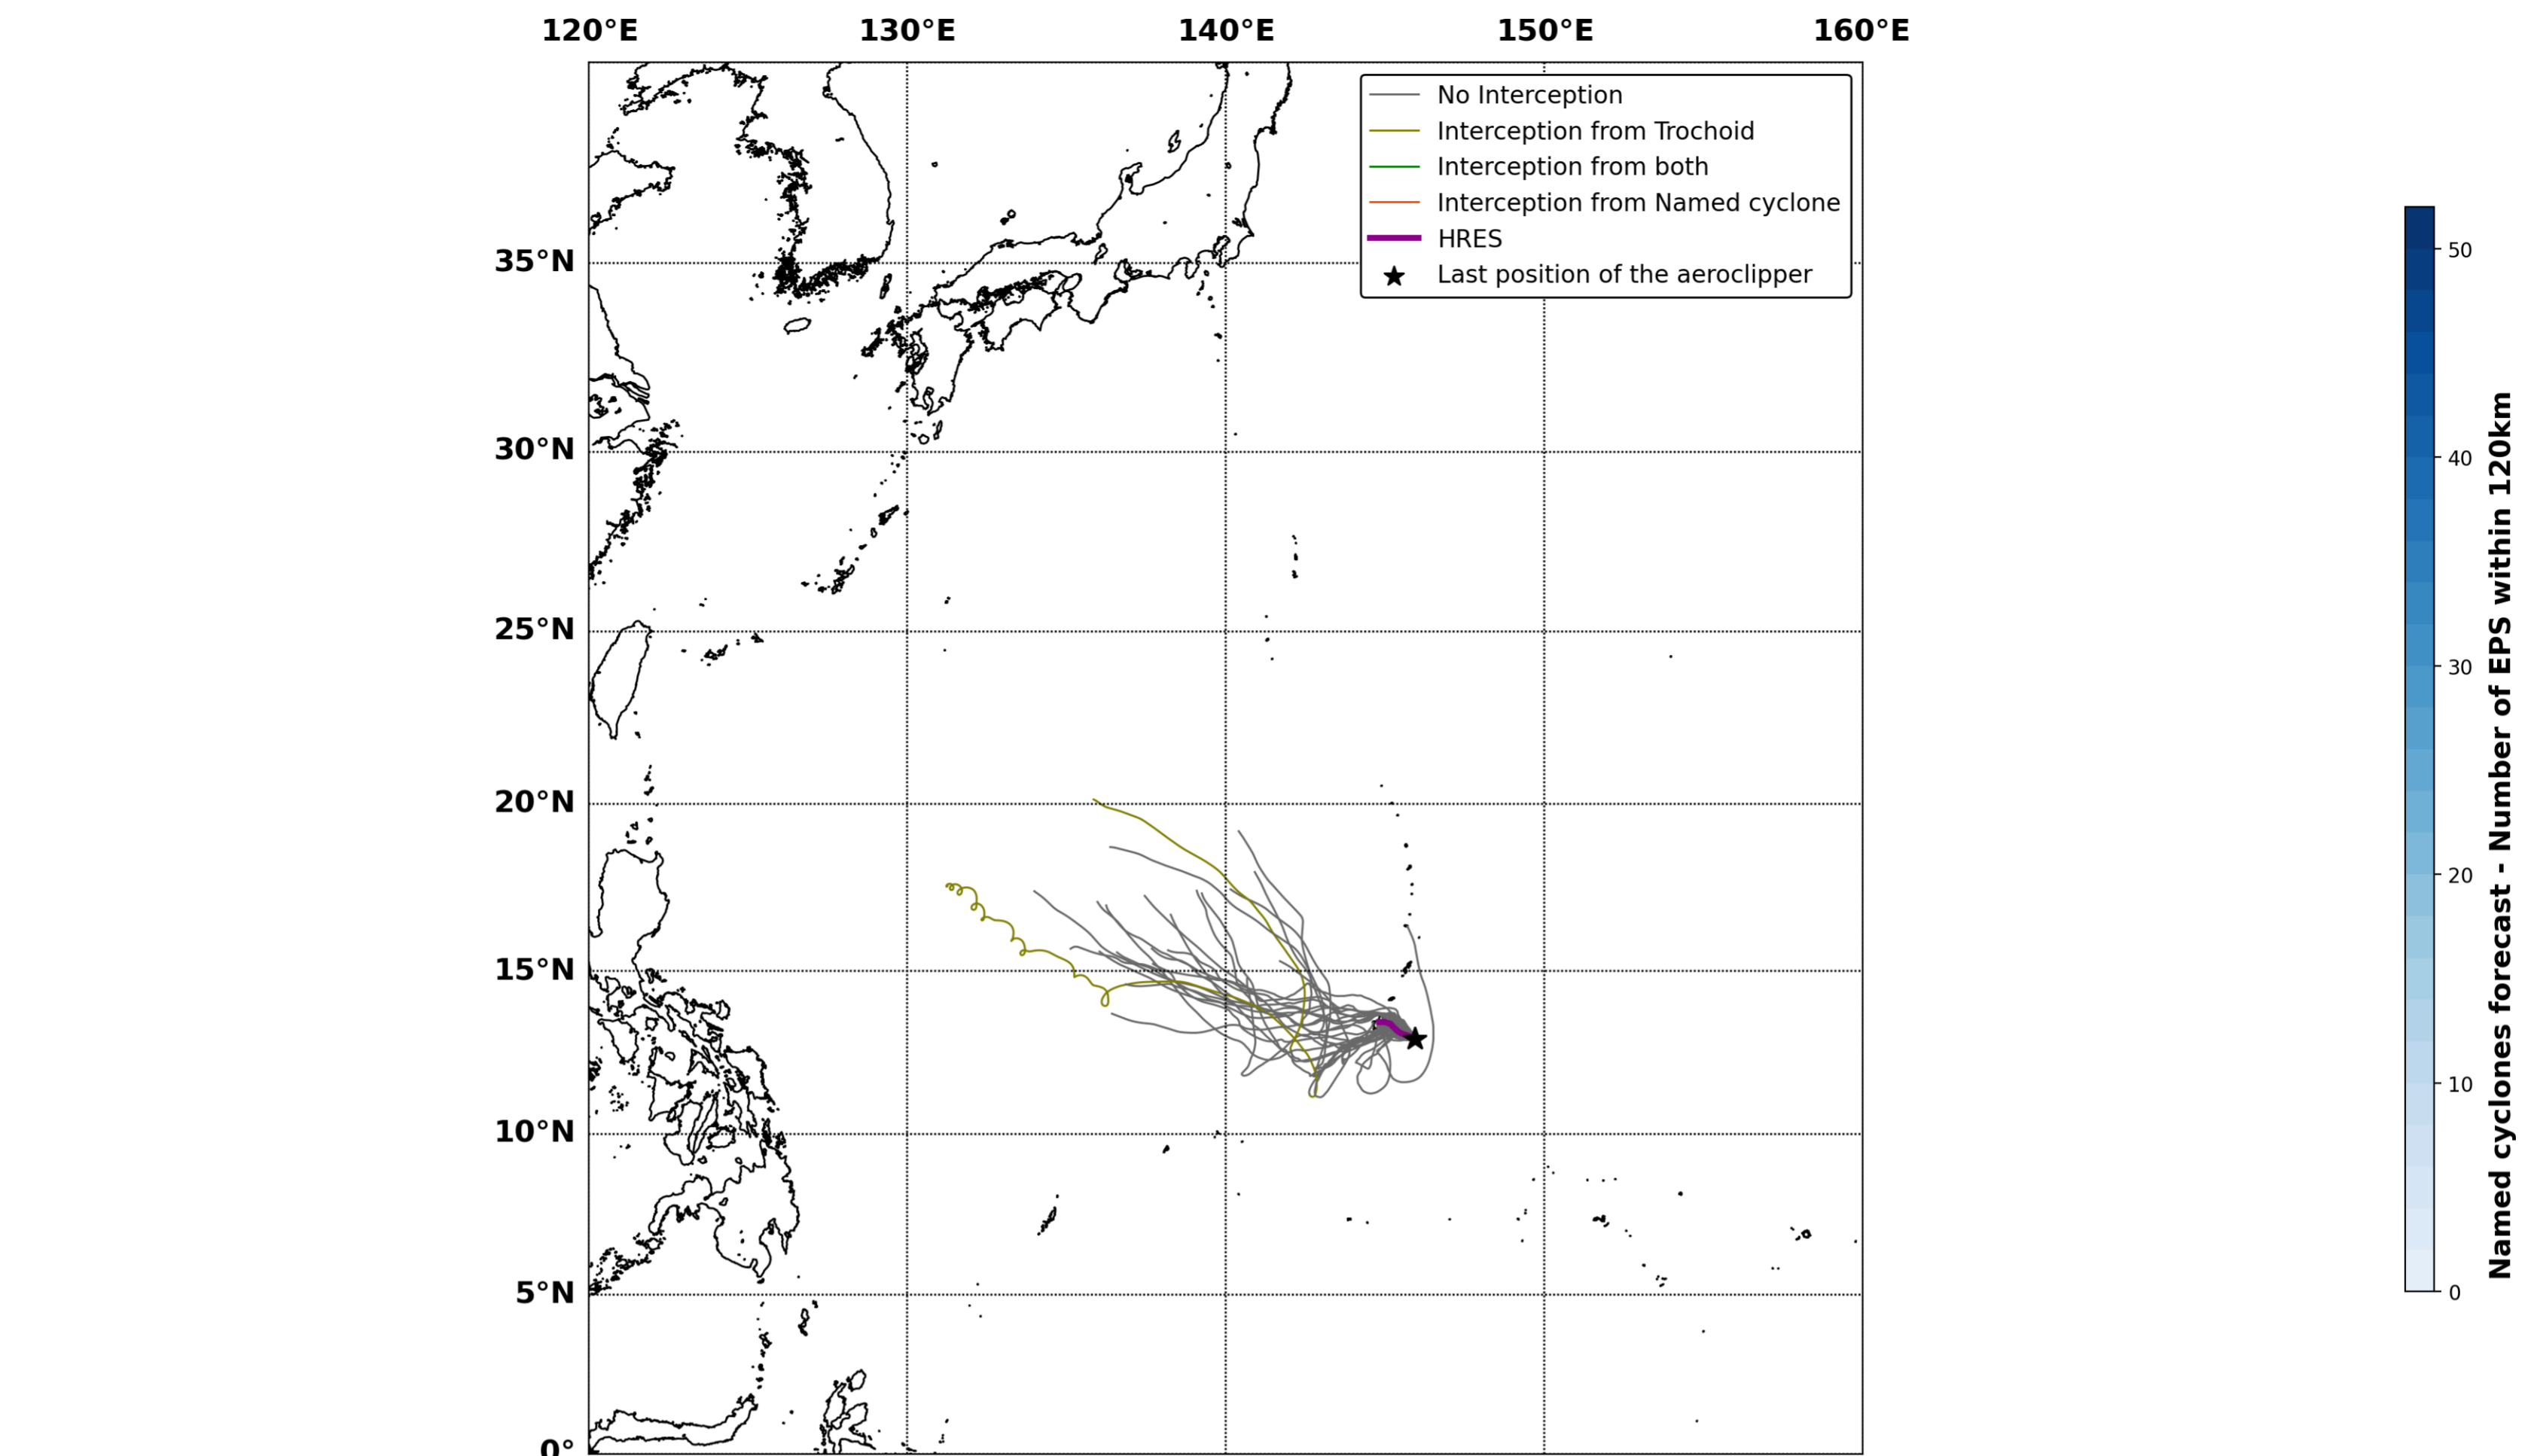 120°E 130°E 140°E 150°E 160°E
No Interception
Interception from Trochoid
Interception from both
Interception from Named cyclone
HRES
Last position of the aeroclipper
35°N
30°N
25°N
20°N
15°N
10°N
5°N
0°
50
40
30
20
10
0
Named cyclones forecast - Number of EPS within 120km